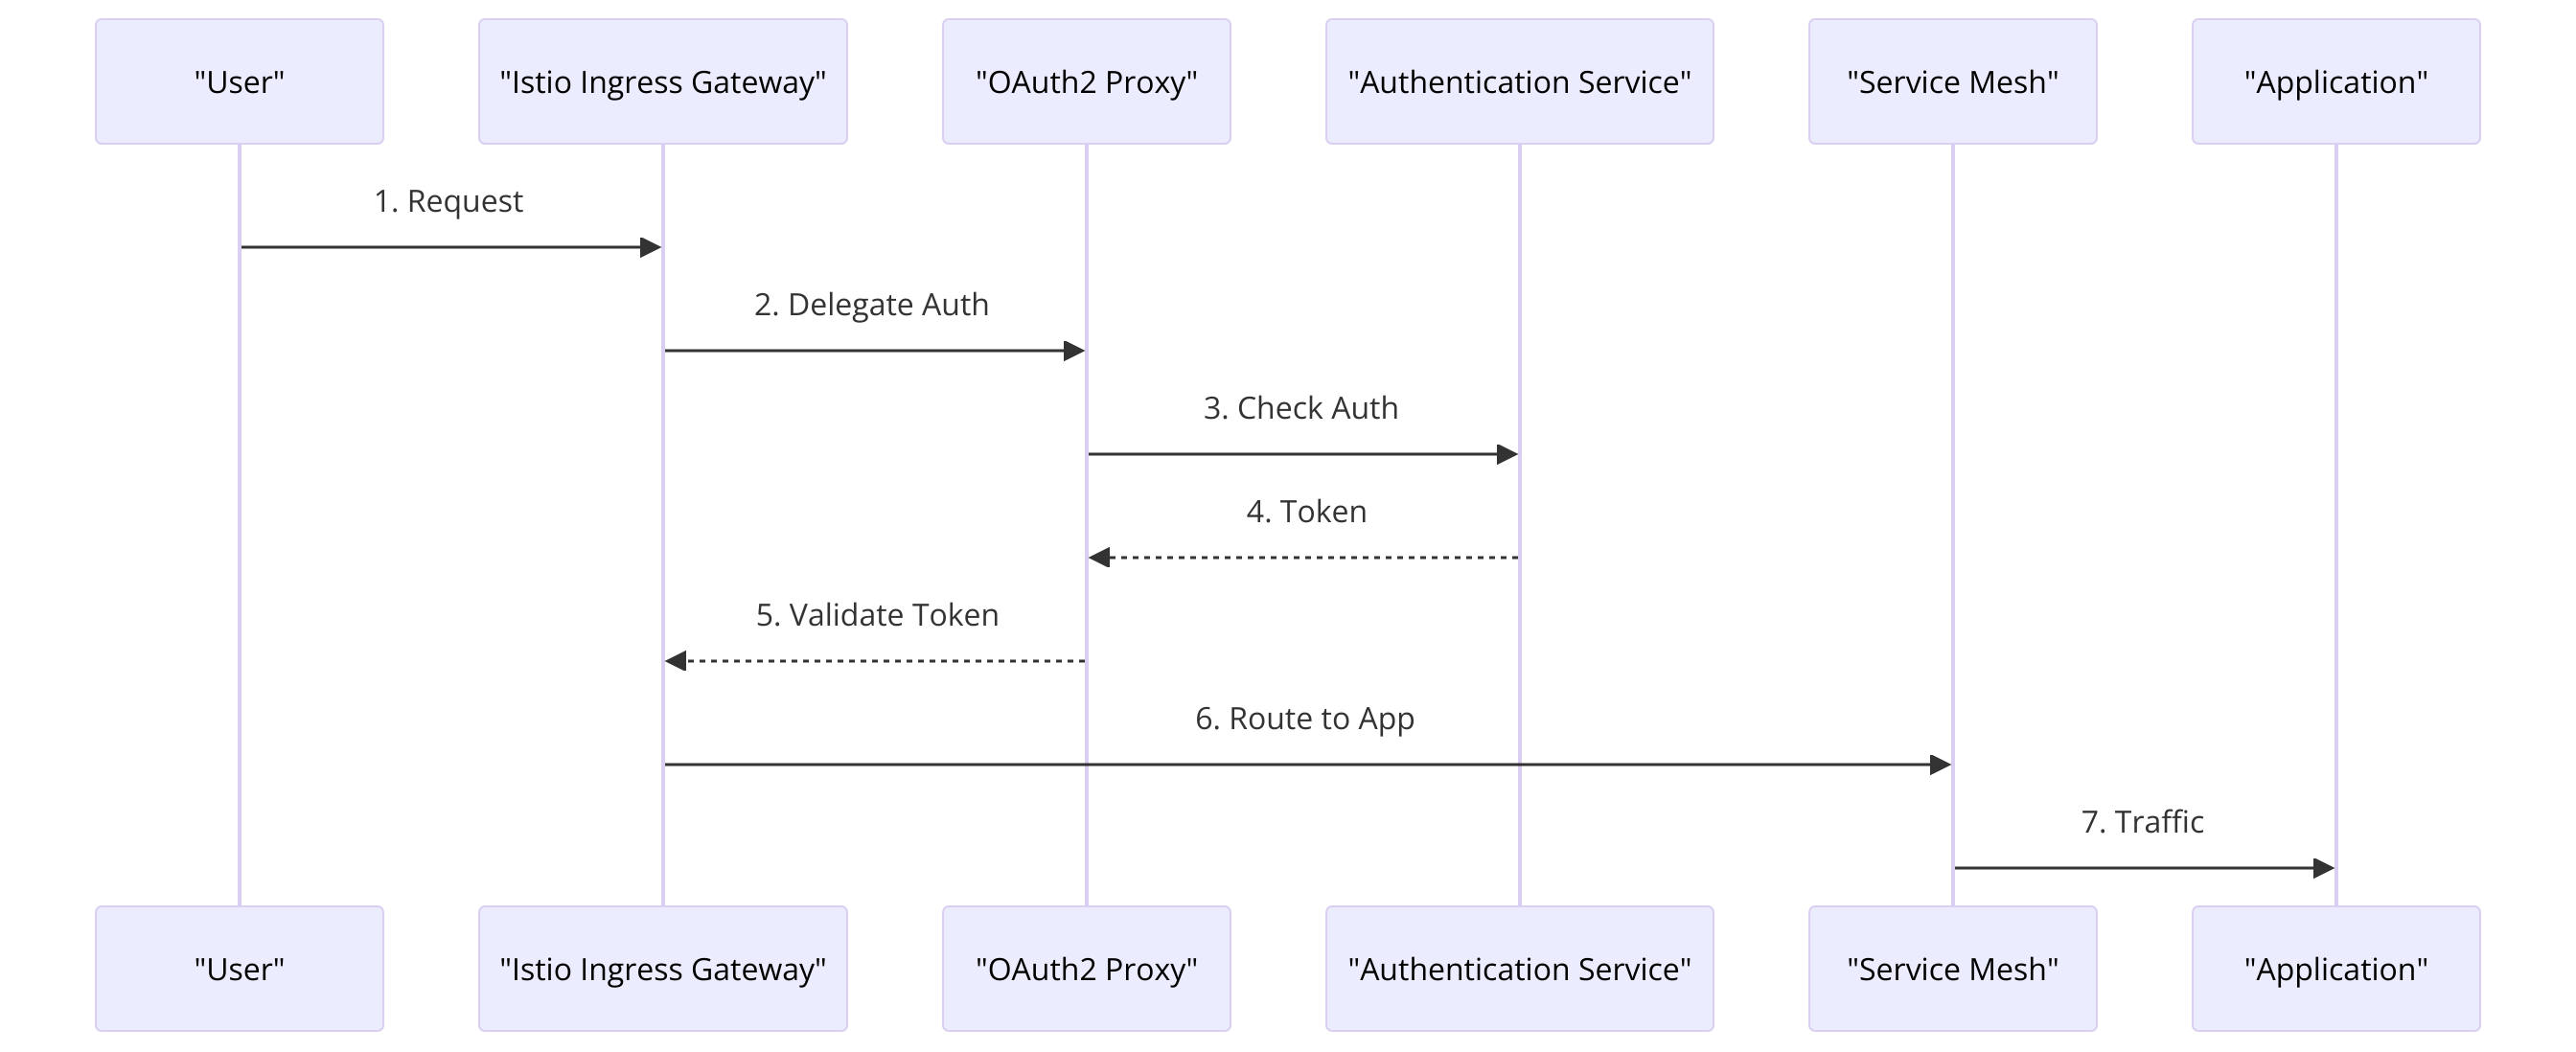 "User"
"Istio Ingress Gateway"
"OAuth2 Proxy"
"Authentication Service"
"Service Mesh"
"Application"
1. Request
2. Delegate Auth
3. Check Auth
4. Token
5. Validate Token
6. Route to App
7. Traffic
"User"
"Istio Ingress Gateway"
"OAuth2 Proxy"
"Authentication Service"
"Service Mesh"
"Application"